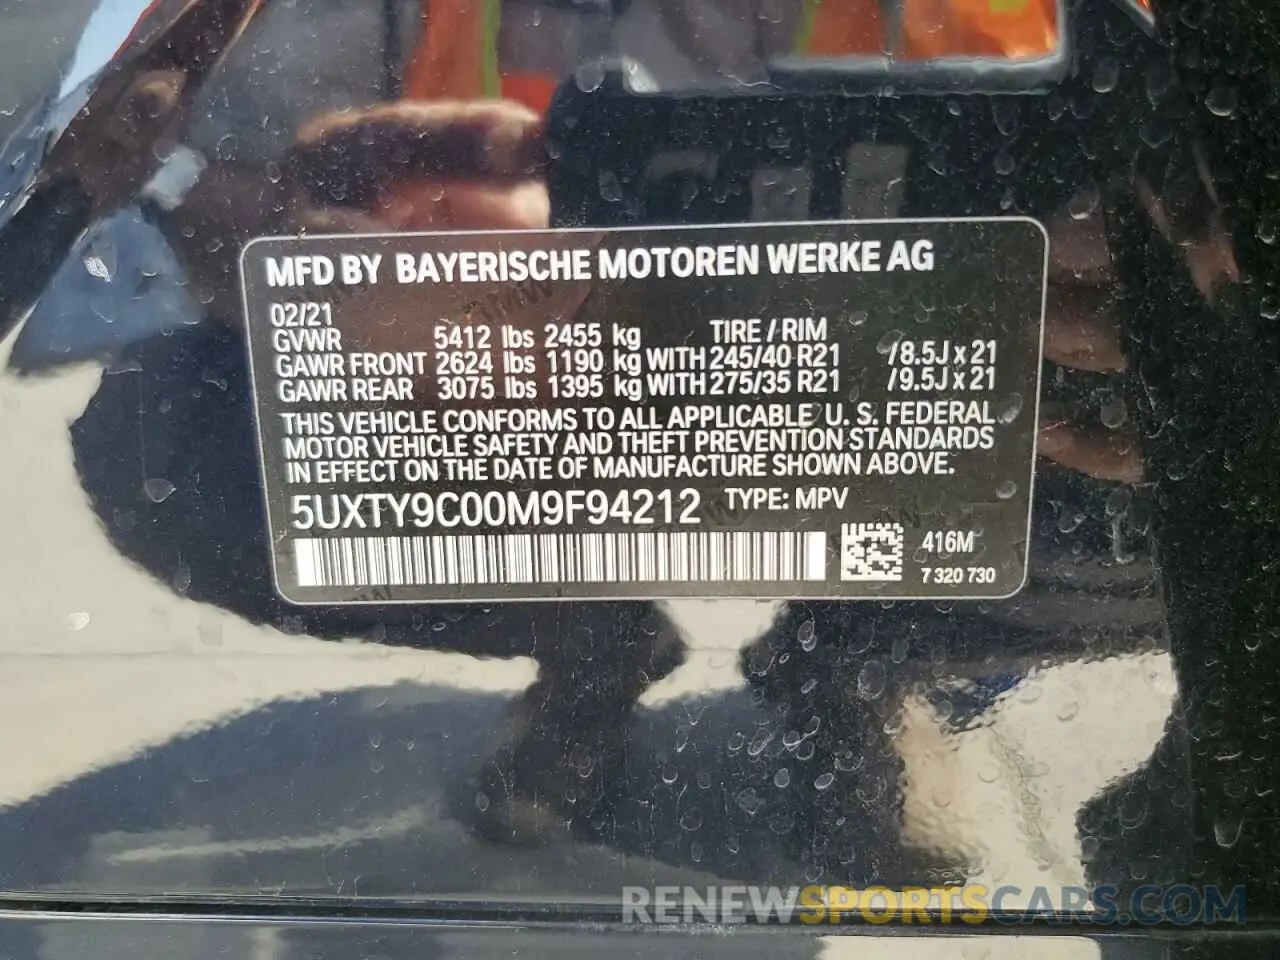 MFD BY BAYERISCHE MOTOREN WERKE AG
02/21
GVWR 5412 lbs 2455 kg TIRE / RIM
GAWR FRONT 2624 lbs 1190 kg WITH 245/40 R21 /8.5J x 21
GAWR REAR 3075 lbs 1395 kg WITH 275/35 R21 /9.5J x 21
THIS VEHICLE CONFORMS TO ALL APPLICABLE U. S. FEDERAL
MOTOR VEHICLE SAFETY AND THEFT PREVENTION STANDARDS
IN EFFECT ON THE DATE OF MANUFACTURE SHOWN ABOVE.
5UXTY9C00M9F94212 TYPE: MPV
416M
7 320 730
RENEWSPORTSCARS.COM